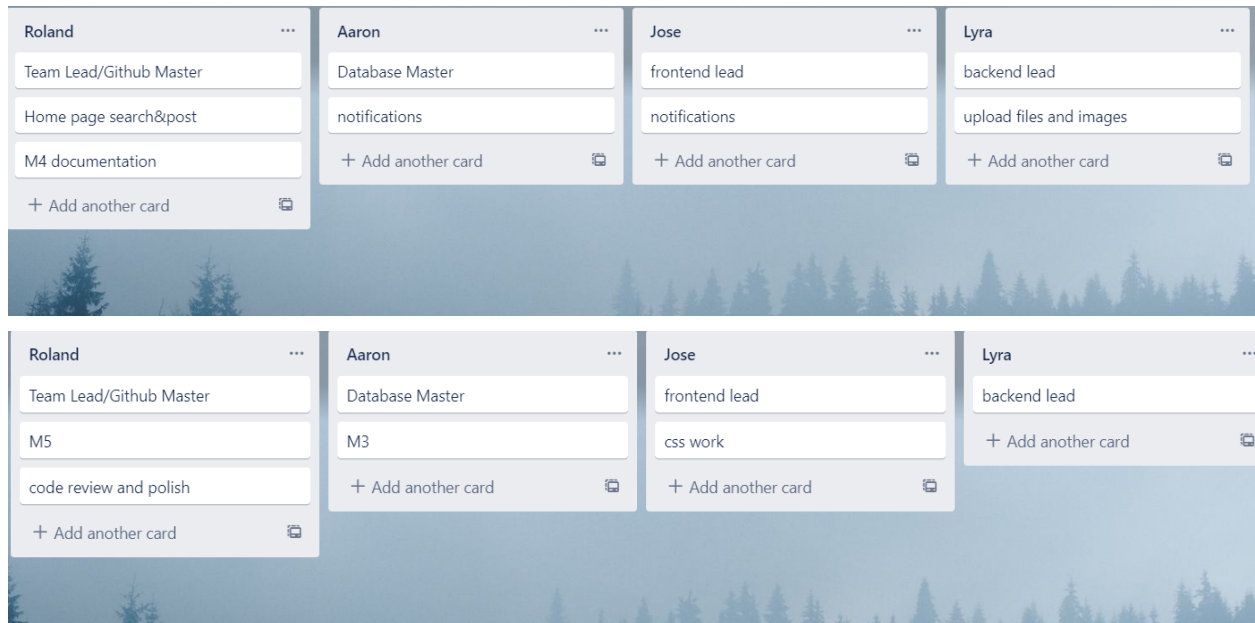 Roland
Team Lead/Github Master
Home page search&post
M4 documentation
+ Add another card
Aaron
Database Master
notifications
+ Add another card
Jose
frontend lead
notifications
+ Add another card
Lyra
backend lead
upload files and images
+ Add another card
Roland
Team Lead/Github Master
M5
code review and polish
+ Add another card
Aaron
Database Master
M3
+ Add another card
Jose
frontend lead
css work
+ Add another card
Lyra
backend lead
+ Add another card